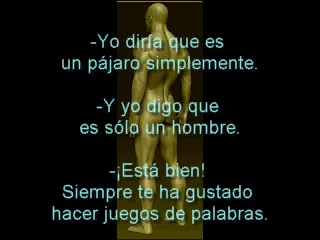 -Yo diría que es
un pájaro simplemente.
-Y yo digo que
es sólo un hombre.
-¡Está bien!
Siempre te ha gustado
hacer juegos de palabras.